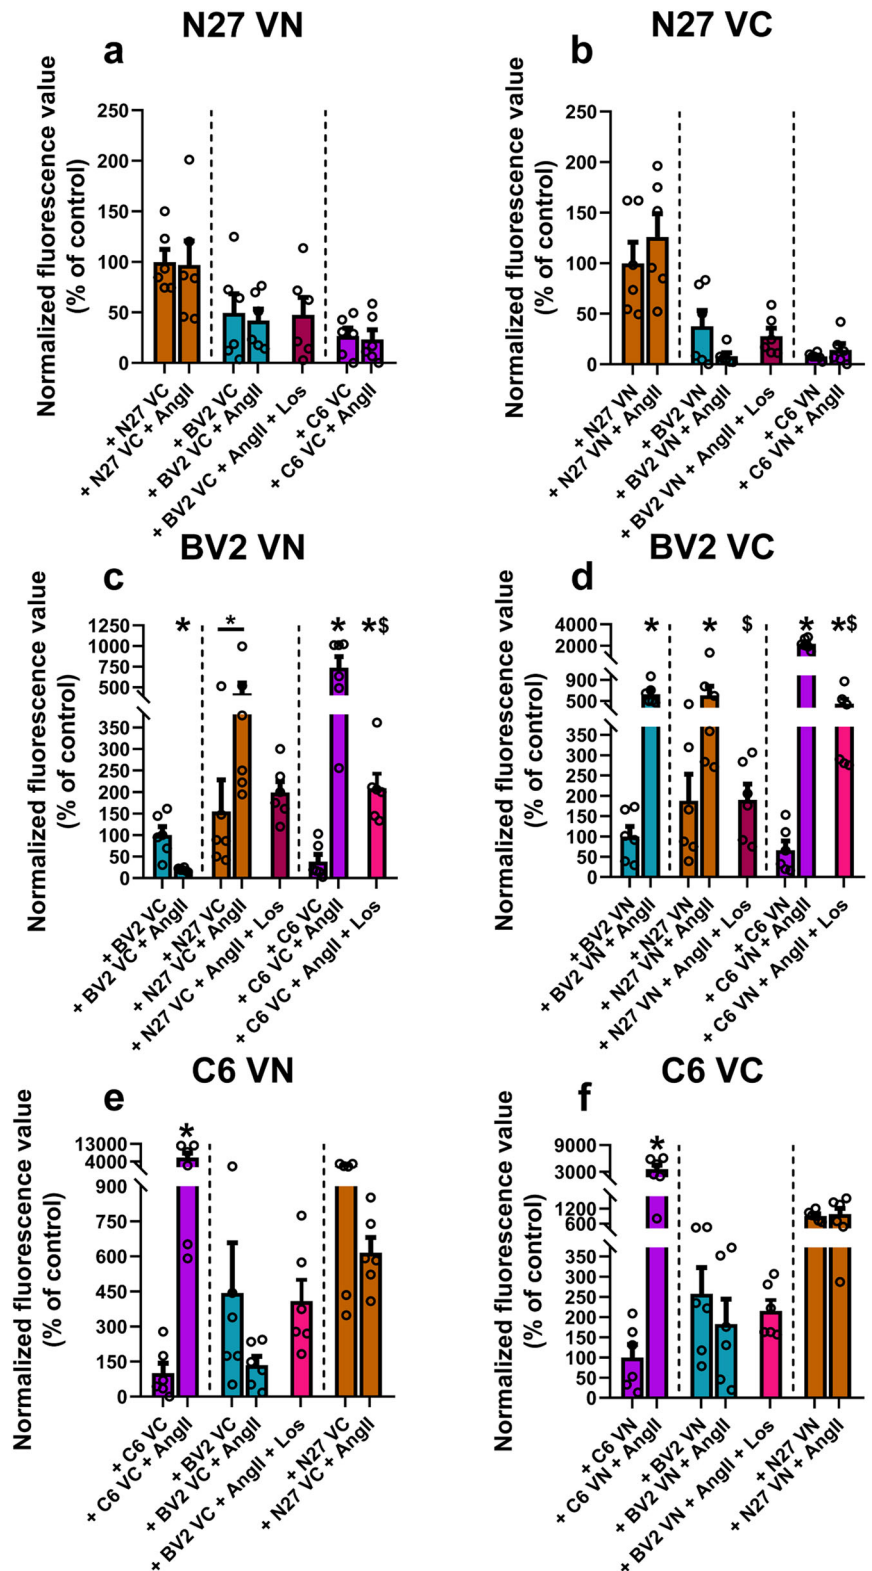 N27 VN
a
Normalized fluorescence value
(% of control)
250
200
150
100
50
0
+ N27 VC
+ N27 VC + AngII
+ BV2 VC
+ BV2 VC + AngII
+ BV2 VC + AngII + Los
+ C6 VC
+ C6 VC + AngII
N27 VC
b
Normalized fluorescence value
(% of control)
250
200
150
100
50
0
+ N27 VN
+ N27 VN + AngII
+ BV2 VN
+ BV2 VN + AngII
+ BV2 VN + AngII + Los
+ C6 VN
+ C6 VN + AngII
BV2 VN
c
Normalized fluorescence value
(% of control)
1250
1000
750
500
350
300
250
200
150
100
50
0
*
*
*
*$
+ BV2 VC
+ BV2 VC + AngII
+ N27 VC
+ N27 VC + AngII
+ N27 VC + AngII + Los
+ C6 VC
+ C6 VC + AngII
+ C6 VC + AngII + Los
BV2 VC
d
Normalized fluorescence value
(% of control)
4000
2000
900
500
350
300
250
200
150
100
50
0
*
*
$
*
*$
+ BV2 VN
+ BV2 VN + AngII
+ N27 VN
+ N27 VN + AngII
+ N27 VN + AngII + Los
+ C6 VN
+ C6 VN + AngII
+ C6 VN + AngII + Los
C6 VN
e
Normalized fluorescence value
(% of control)
13000
4000
900
750
600
450
300
150
0
*
+ C6 VC
+ C6 VC + AngII
+ BV2 VC
+ BV2 VC + AngII
+ BV2 VC + AngII + Los
+ N27 VC
+ N27 VC + AngII
C6 VC
f
Normalized fluorescence value
(% of control)
9000
3000
1200
600
350
300
250
200
150
100
50
0
*
+ C6 VN
+ C6 VN + AngII
+ BV2 VN
+ BV2 VN + AngII
+ BV2 VN + AngII + Los
+ N27 VN
+ N27 VN + AngII